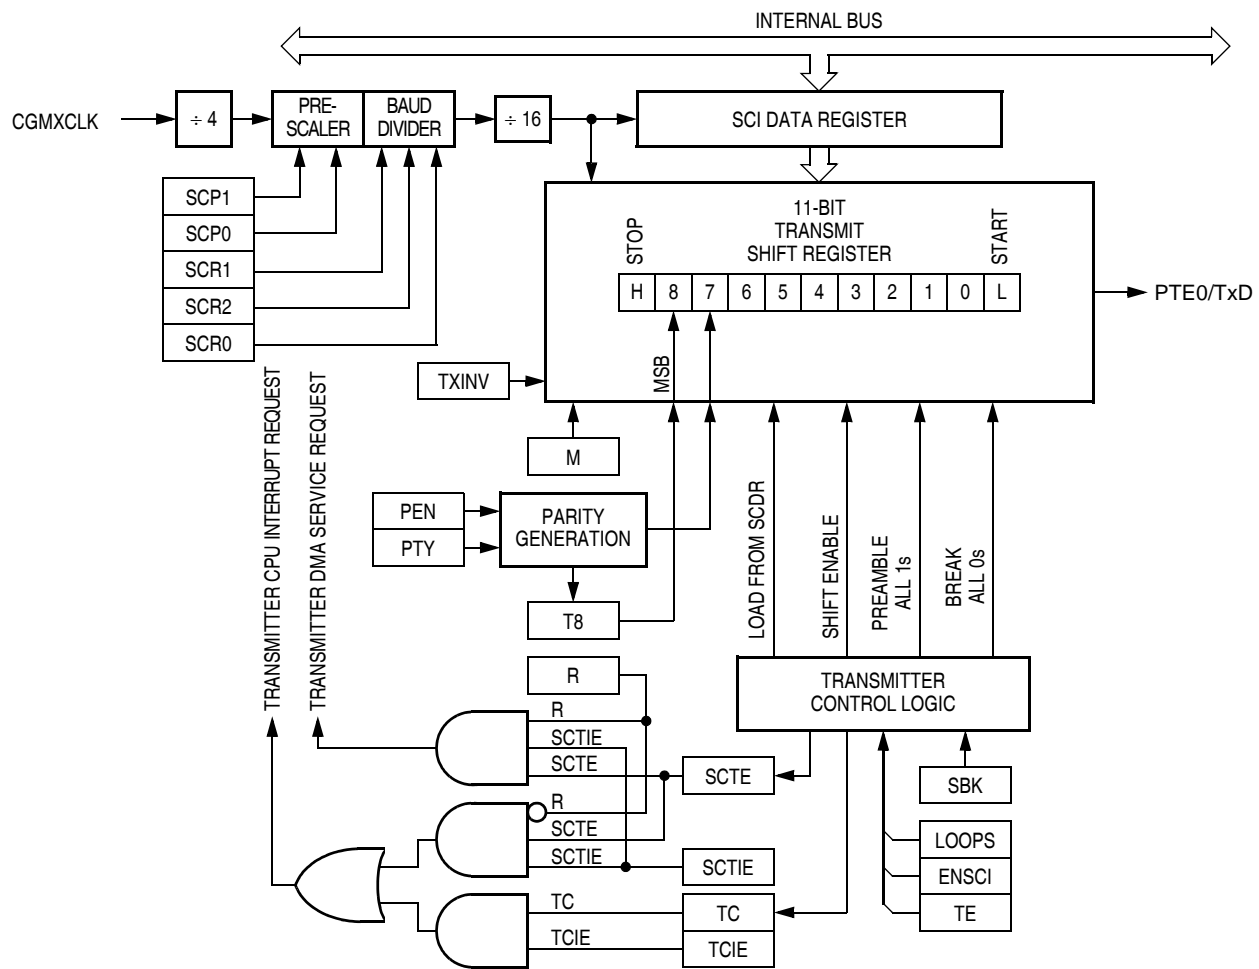 INTERNAL BUS
CGMXCLK
÷ 4
PRE-
SCALER
BAUD
DIVIDER
÷ 16
SCI DATA REGISTER
SCP1
SCP0
SCR1
SCR2
SCR0
11-BIT
TRANSMIT
SHIFT REGISTER
STOP
START
H 8 7 6 5 4 3 2 1 0 L
PTE0/TxD
MSB
TXINV
M
PEN
PTY
PARITY
GENERATION
T8
R
TRANSMITTER CPU INTERRUPT REQUEST
TRANSMITTER DMA SERVICE REQUEST
LOAD FROM SCDR
SHIFT ENABLE
PREAMBLE
ALL 1s
BREAK
ALL 0s
TRANSMITTER
CONTROL LOGIC
R
SCTIE
SCTE
SCTE
SBK
R
SCTE
SCTIE
SCTIE
LOOPS
ENSCI
TE
TC
TC
TCIE
TCIE